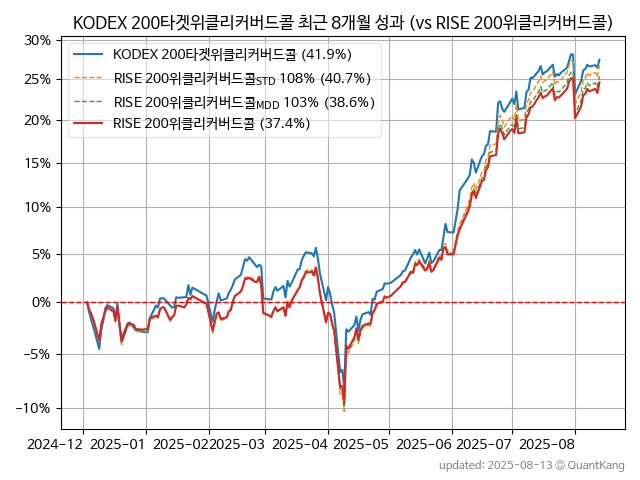 KODEX 200타겟위클리커버드콜 최근 8개월 성과 (vs RISE 200위클리커버드콜)
30%
25%
20%
15%
10%
5%
0%
−5%
−10%
KODEX 200타겟위클리커버드콜 (41.9%)
RISE 200위클리커버드콜STD 108% (40.7%)
RISE 200위클리커버드콜MDD 103% (38.6%)
RISE 200위클리커버드콜 (37.4%)
2024-12 2025-01 2025-02 2025-03 2025-04 2025-05 2025-06 2025-07 2025-08
updated: 2025-08-13 © QuantKang